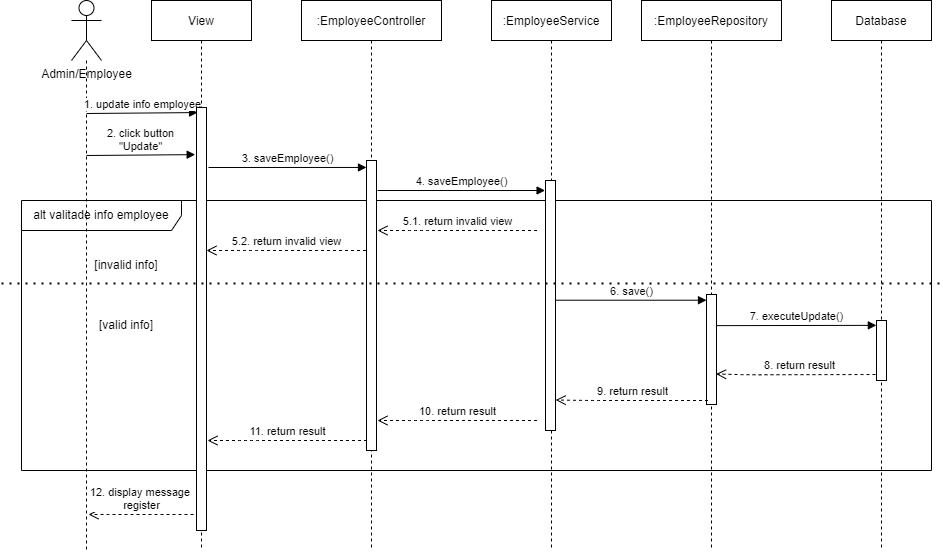 View
:EmployeeController
:EmployeeService
:EmployeeRepository
Database
Admin/Employee
1. update info employee
2. click button
"Update"
3. saveEmployee()
4. saveEmployee()
alt valitade info employee
5.1. return invalid view
5.2. return invalid view
[invalid info]
6. save()
[valid info]
7. executeUpdate()
8. return result
9. return result
10. return result
11. return result
12. display message
register